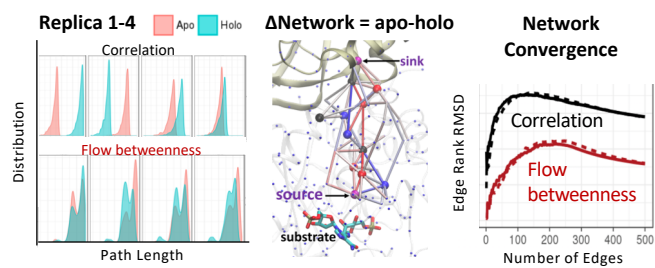 Replica 1-4
Apo
Holo
Correlation
Flow betweenness
Distribution
Path Length
ΔNetwork = apo-holo
sink
source
substrate
Network
Convergence
Correlation
Flow
betweenness
Edge Rank RMSD
0 100 200 300 400 500
Number of Edges